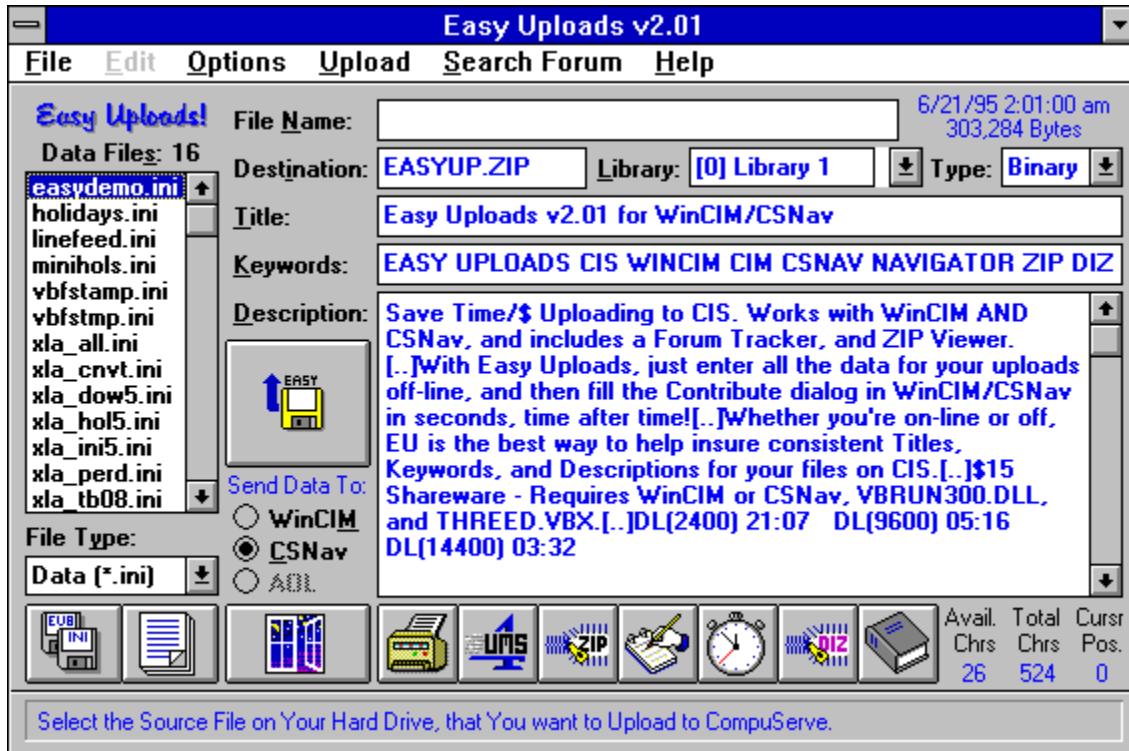 Easy Uploads v2.01
File Edit Options Upload Search Forum Help
Easy Uploads!
Data Files: 16
easydemo.ini
holidays.ini
linefeed.ini
minihols.ini
vbfstamp.ini
vbfstmp.ini
xla_all.ini
xla_cnvt.ini
xla_dow5.ini
xla_hol5.ini
xla_ini5.ini
xla_perd.ini
xla_tb08.ini
File Type:
Data (*.ini)
File Name:
6/21/95 2:01:00 am
303,284 Bytes
Destination: EASYUP.ZIP Library: [0] Library 1 Type: Binary
Title: Easy Uploads v2.01 for WinCIM/CSNav
Keywords: EASY UPLOADS CIS WINCIM CIM CSNAV NAVIGATOR ZIP DIZ
Description:
Save Time/$ Uploading to CIS. Works with WinCIM AND
CSNav, and includes a Forum Tracker, and ZIP Viewer.
[..]With Easy Uploads, just enter all the data for your uploads
off-line, and then fill the Contribute dialog in WinCIM/CSNav
in seconds, time after time![..]Whether you're on-line or off,
EU is the best way to help insure consistent Titles,
Keywords, and Descriptions for your files on CIS.[..]$15
Shareware - Requires WinCIM or CSNav, VBRUN300.DLL,
and THREED.VBX.[..]DL(2400) 21:07 DL(9600) 05:16
DL(14400) 03:32
EASY
Send Data To:
WinCIM
CSNav
AOL
EUB
INI
UMS
ZIP
DIZ
Avail. Total Cursr
Chrs Chrs Pos.
26 524 0
Select the Source File on Your Hard Drive, that You want to Upload to CompuServe.